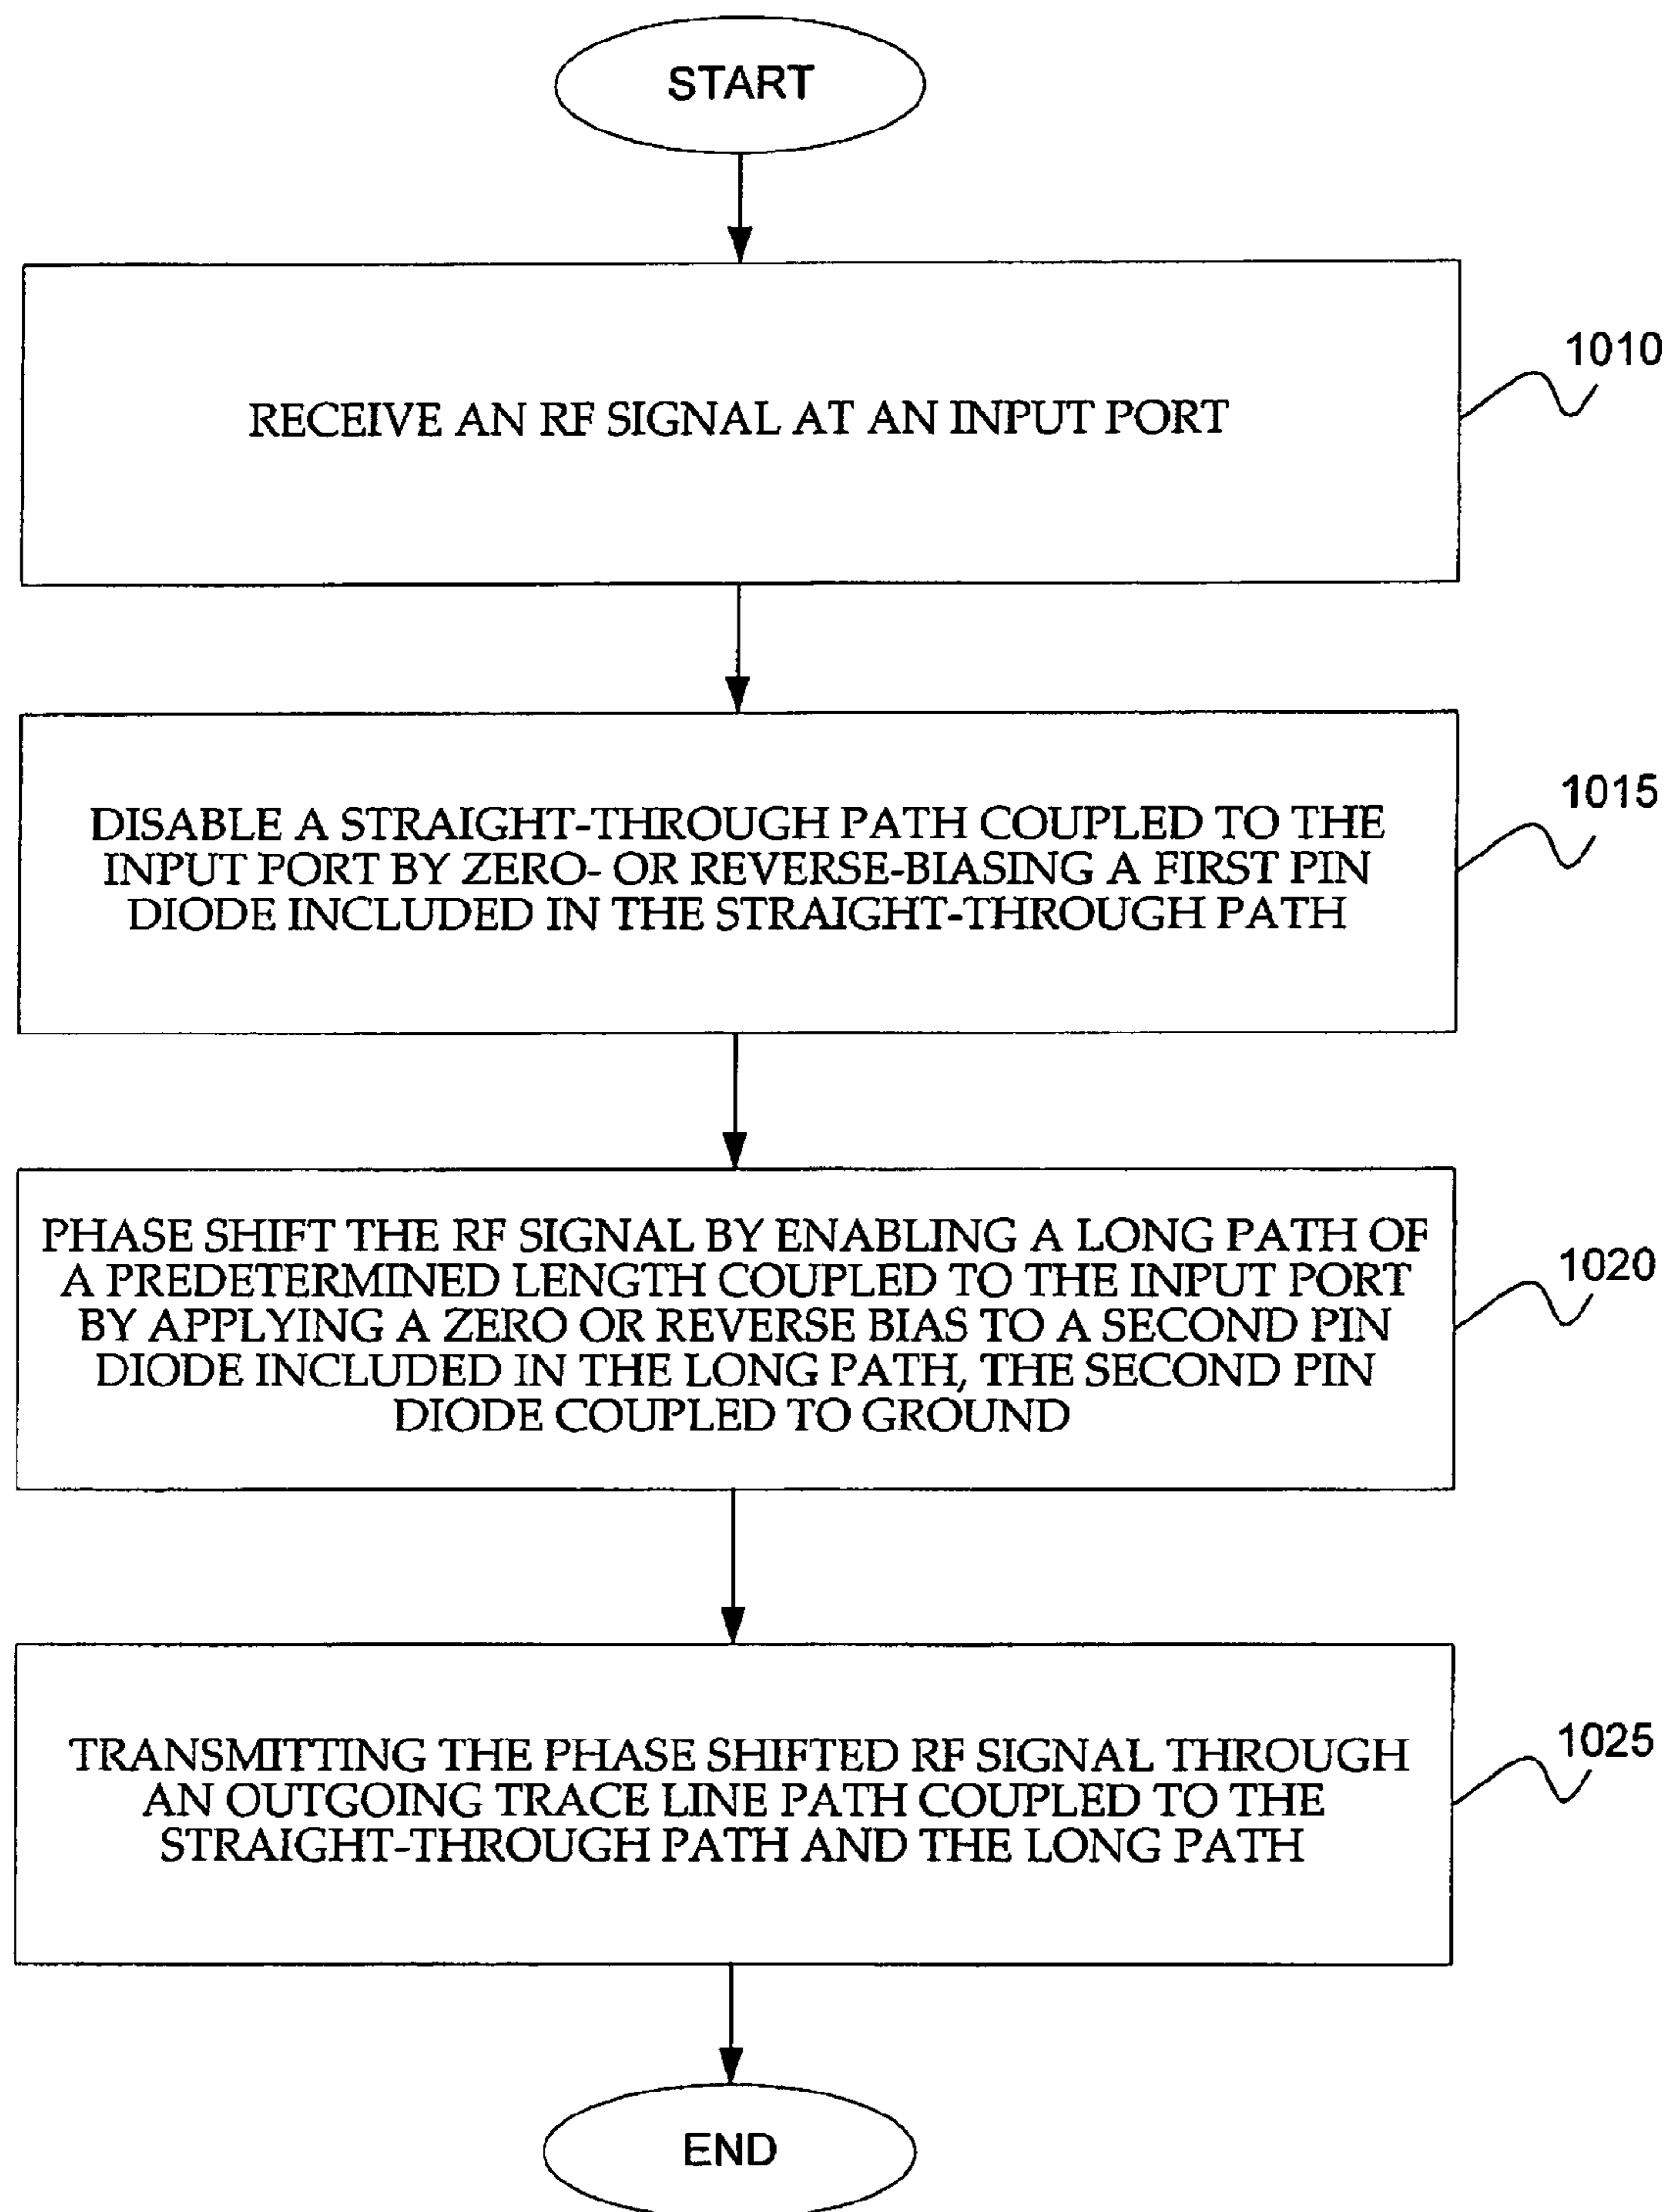 START
1010
RECEIVE AN RF SIGNAL AT AN INPUT PORT
1015
DISABLE A STRAIGHT-THROUGH PATH COUPLED TO THE
INPUT PORT BY ZERO- OR REVERSE-BIASING A FIRST PIN
DIODE INCLUDED IN THE STRAIGHT-THROUGH PATH
1020
PHASE SHIFT THE RF SIGNAL BY ENABLING A LONG PATH OF
A PREDETERMINED LENGTH COUPLED TO THE INPUT PORT
BY APPLYING A ZERO OR REVERSE BIAS TO A SECOND PIN
DIODE INCLUDED IN THE LONG PATH, THE SECOND PIN
DIODE COUPLED TO GROUND
1025
TRANSMITTING THE PHASE SHIFTED RF SIGNAL THROUGH
AN OUTGOING TRACE LINE PATH COUPLED TO THE
STRAIGHT-THROUGH PATH AND THE LONG PATH
END